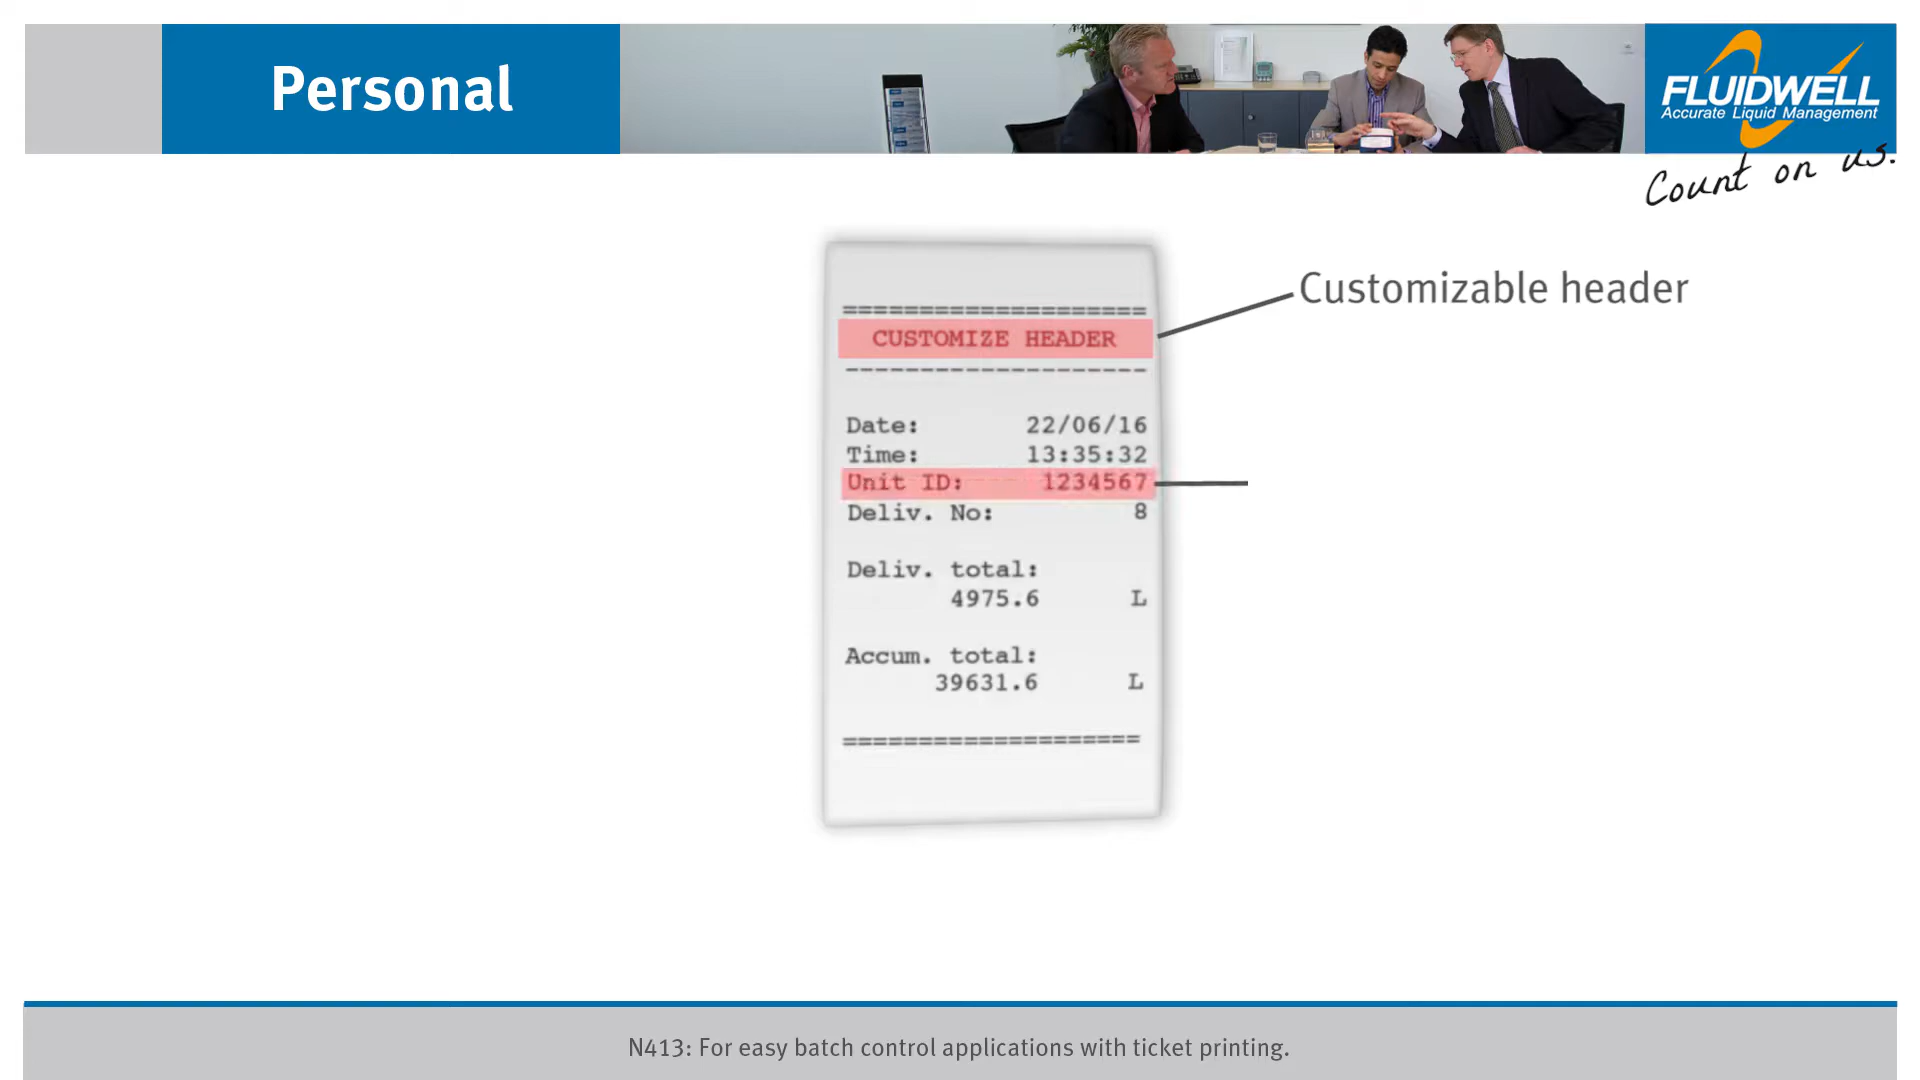 Personal
FLUIDWELL
Accurate Liquid Management
Count on us.
Customizable header
====================
CUSTOMIZE HEADER
--------------------
Date: 22/06/16
Time: 13:35:32
Unit ID: 1234567
Deliv. No: 8
Deliv. total:
4975.6 L
Accum. total:
39631.6 L
====================
N413: For easy batch control applications with ticket printing.